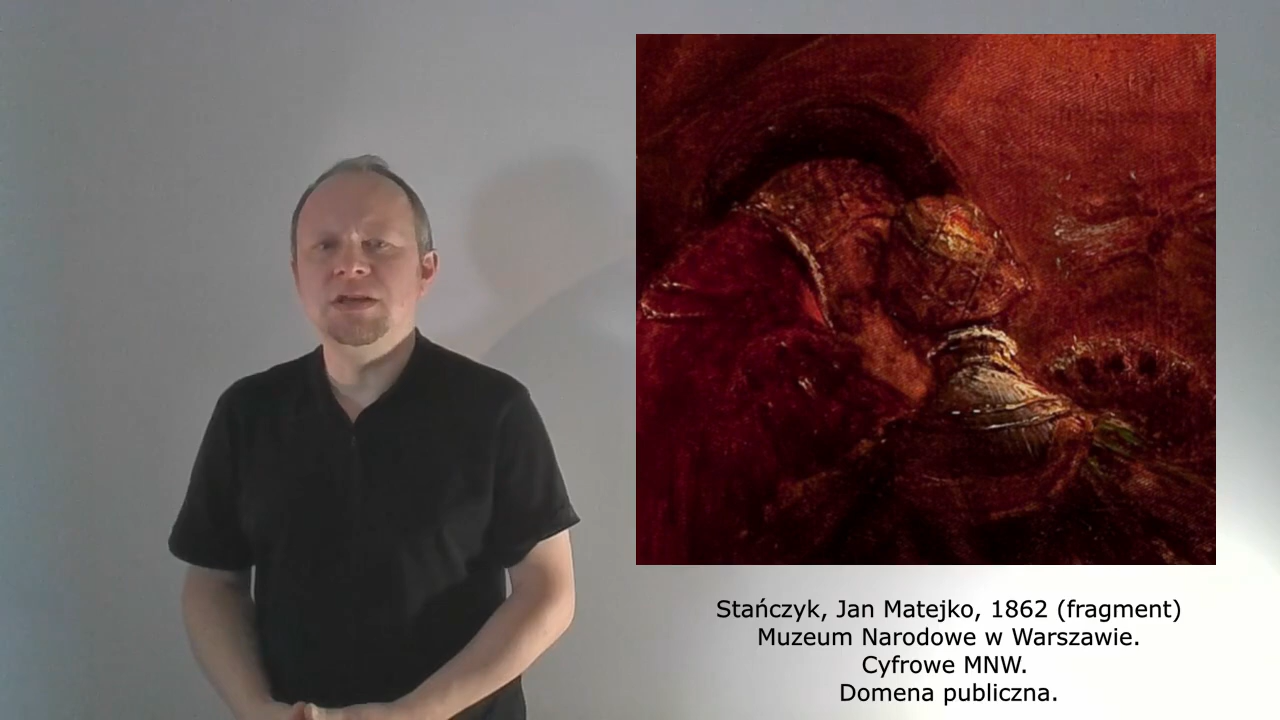 Stańczyk, Jan Matejko, 1862 (fragment)
Muzeum Narodowe w Warszawie.
Cyfrowe MNW.
Domena publiczna.